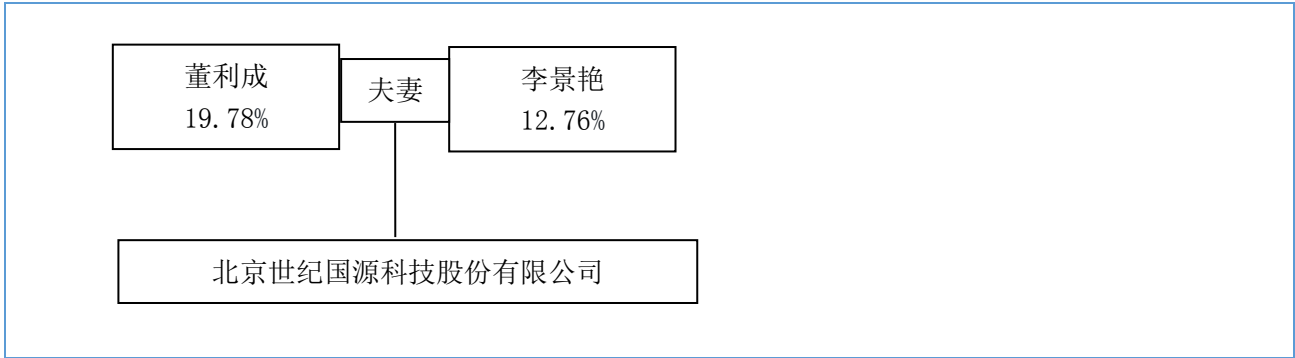 董利成
19.78%
夫妻
李景艳
12.76%
北京世纪国源科技股份有限公司